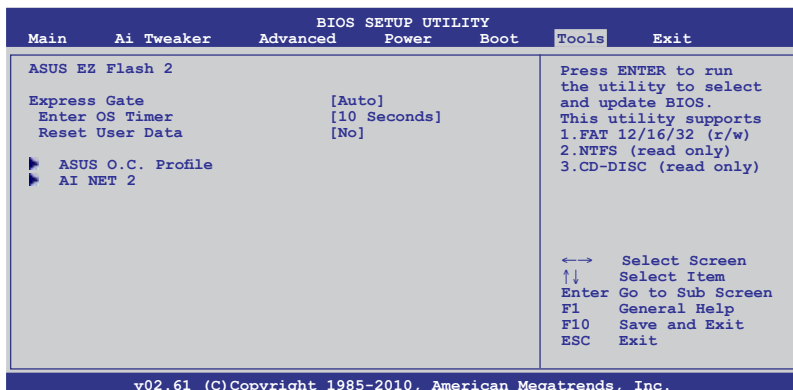 BIOS SETUP UTILITY
Main Ai Tweaker Advanced Power Boot Tools Exit
ASUS EZ Flash 2
Express Gate [Auto]
Enter OS Timer [10 Seconds]
Reset User Data [No]
ASUS O.C. Profile
AI NET 2
Press ENTER to run
the utility to select
and update BIOS.
This utility supports
1.FAT 12/16/32 (r/w)
2.NTFS (read only)
3.CD-DISC (read only)
←→ Select Screen
↑↓ Select Item
Enter Go to Sub Screen
F1 General Help
F10 Save and Exit
ESC Exit
v02.61 (C)Copyright 1985-2010, American Megatrends, Inc.